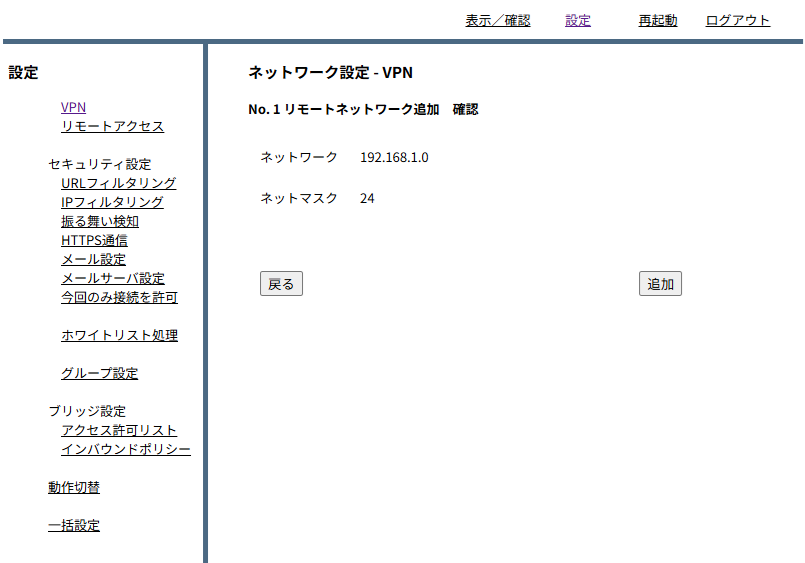 表示／確認 設定 再起動 ログアウト
設定
VPN
リモートアクセス
セキュリティ設定
URLフィルタリング
IPフィルタリング
振る舞い検知
HTTPS通信
メール設定
メールサーバ設定
今回のみ接続を許可
ホワイトリスト処理
グループ設定
ブリッジ設定
アクセス許可リスト
インバウンドポリシー
動作切替
一括設定
ネットワーク設定 - VPN
No. 1 リモートネットワーク追加　確認
ネットワーク 192.168.1.0
ネットマスク 24
戻る 追加